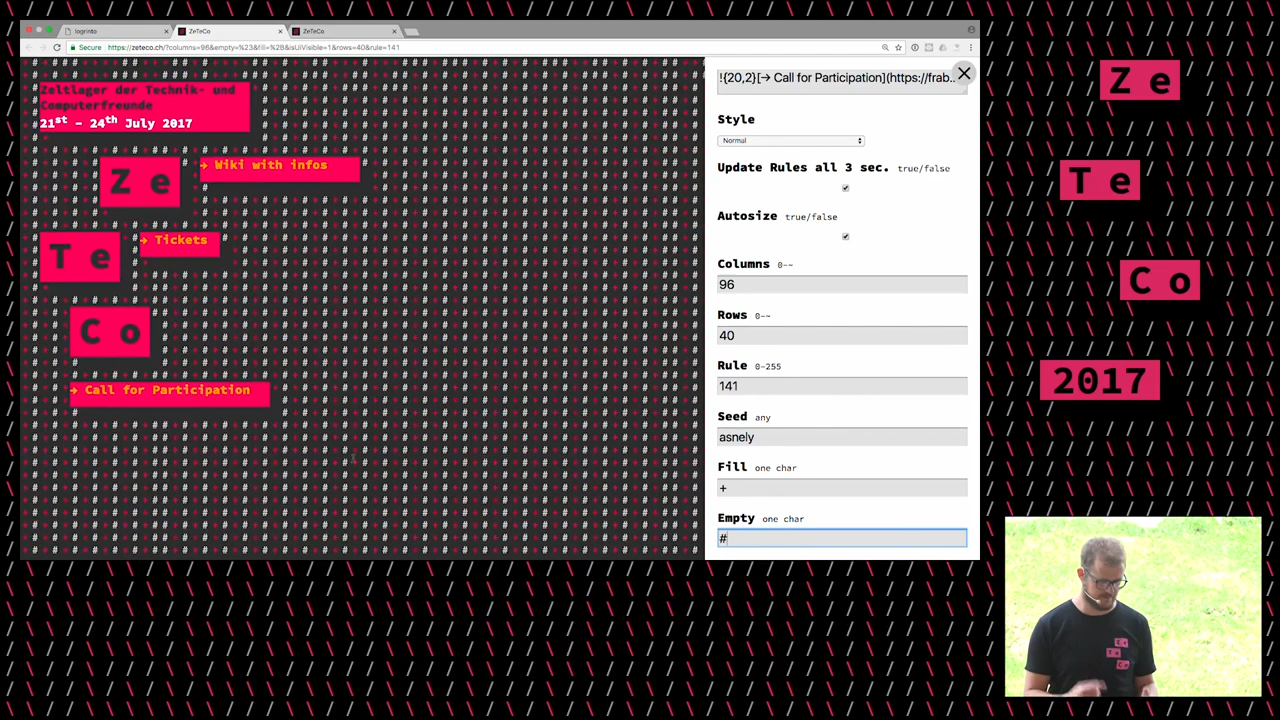 logrinto
ZeTeCo
ZeTeCo
Secure
https://zeteco.ch/?columns=96&empty=%23&fill=%2B&isUiVisible=1&rows=40&rule=141
Zeltlager der Technik- und
Computerfreunde
21st - 24th July 2017
Z e
→ Wiki with infos
T e
→ Tickets
C o
→ Call for Participation
!{20,2}[→ Call for Participation](https://frab..
Style
Normal
Update Rules all 3 sec. true/false
Autosize true/false
Columns 0-~
96
Rows 0-~
40
Rule 0-255
141
Seed any
asnely
Fill one char
+
Empty one char
#
Z e
T e
C o
2017
Z e
T e
C o